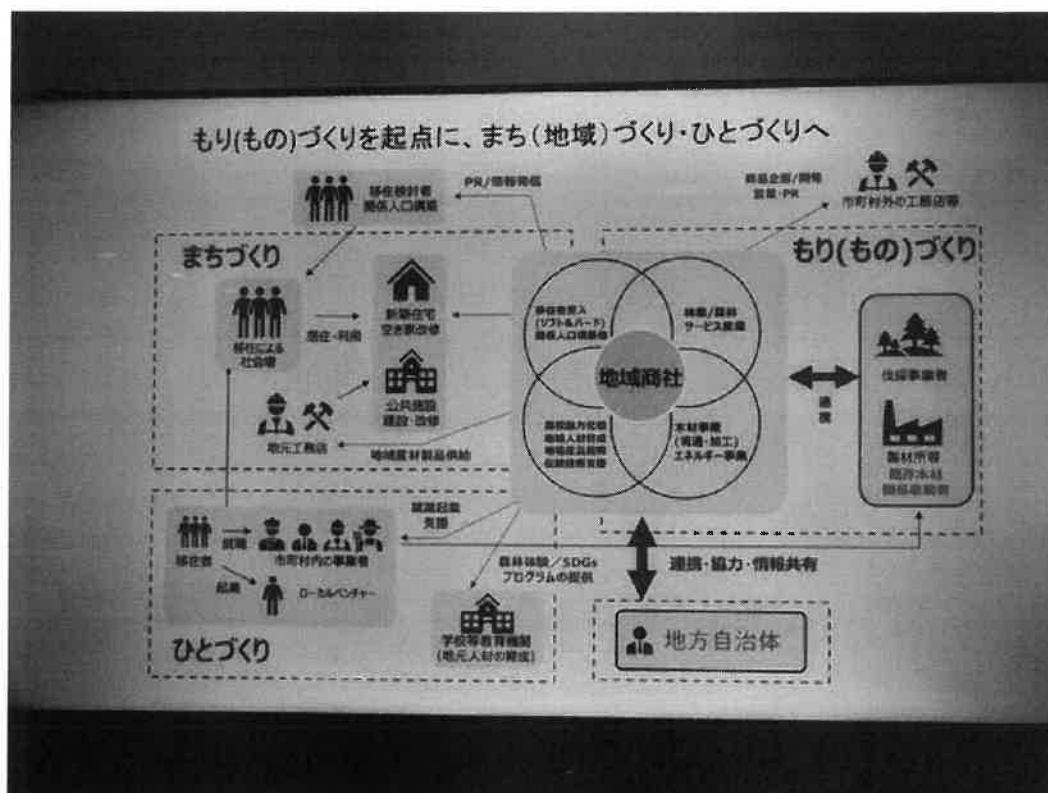 もり(もの)づくりを起点に、まち(地域)づくり・ひとづくりへ
移住検討者
関係人口構築
PR/情報発信
商品企画/開発
営業・PR
市町村外の工務店等
まちづくり
もり(もの)づくり
移住による
社会増
居住・利用
新築住宅
空き家改修
公共施設
建設・改修
地元工務店
地域産材製品供給
移住者受入
(ソフト&ハード)
関係人口構築
林業/森林
サービス産業
地域商社
地域人材育成
木材事業
(流通・加工)
エネルギー事業
連携
伐採事業者
製材所等
既存木材
関係事業者
移住者
就職
市町村内の事業者
起業
ローカルベンチャー
ひとづくり
就職起業
支援
森林体験/SDGs
プログラムの提供
学校等教育機関
(地元人材の育成)
連携・協力・情報共有
地方自治体